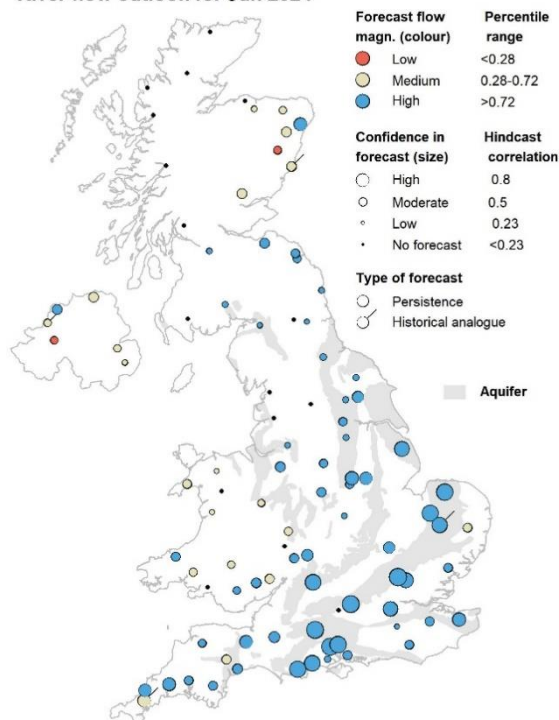 Forecast flow Percentile
magn. (colour) range
Low <0.28
Medium 0.28-0.72
High >0.72
Confidence in Hindcast
forecast (size) correlation
High 0.8
Moderate 0.5
Low 0.23
No forecast <0.23
Type of forecast
Persistence
Historical analogue
Aquifer